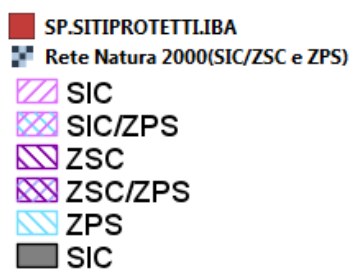 SP.SITIPROTETTI.IBA
Rete Natura 2000(SIC/ZSC e ZPS)
SIC
SIC/ZPS
ZSC
ZSC/ZPS
ZPS
SIC